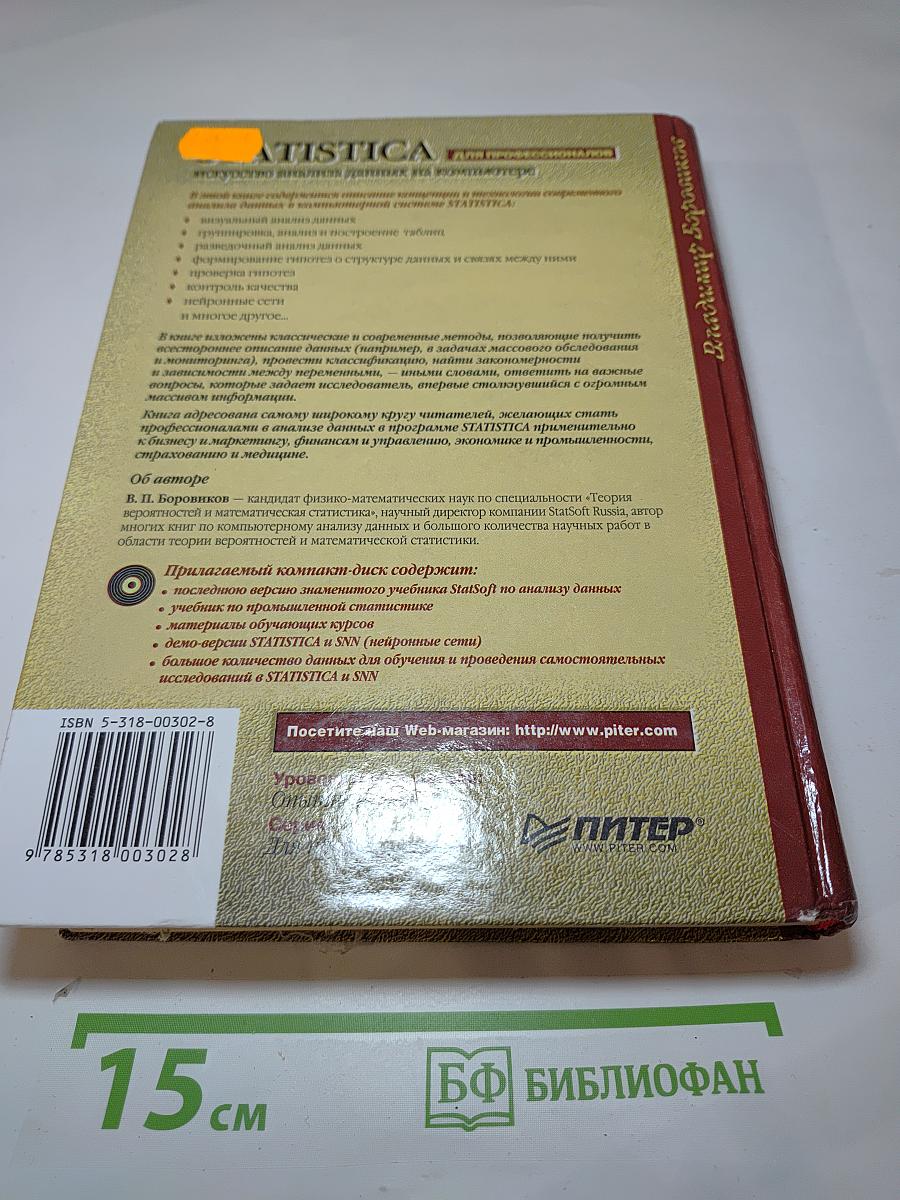 STATISTICA ДЛЯ ПРОФЕССИОНАЛОВ
искусство анализа данных на компьютере
В этой книге содержится описание концепции и технологии современного
анализа данных в компьютерной системе STATISTICA:
• визуальный анализ данных
• группировка, анализ и построение таблиц
• разведочный анализ данных
• формирование гипотез о структуре данных и связях между ними
• проверка гипотез
• контроль качества
• нейронные сети
и многое другое...
В книге изложены классические и современные методы, позволяющие получить
всестороннее описание данных (например, в задачах массового обследования
и мониторинга), провести классификацию, найти закономерности
и зависимости между переменными, — иными словами, ответить на важные
вопросы, которые задает исследователь, впервые столкнувшийся с огромным
массивом информации.
Книга адресована самому широкому кругу читателей, желающих стать
профессионалами в анализе данных в программе STATISTICA применительно
к бизнесу и маркетингу, финансам и управлению, экономике и промышленности,
страхованию и медицине.
Об авторе
В. П. Боровиков — кандидат физико-математических наук по специальности «Теория
вероятностей и математическая статистика», научный директор компании StatSoft Russia, автор
многих книг по компьютерному анализу данных и большого количества научных работ в
области теории вероятностей и математической статистики.
Прилагаемый компакт-диск содержит:
• последнюю версию знаменитого учебника StatSoft по анализу данных
• учебник по промышленной статистике
• материалы обучающих курсов
• демо-версии STATISTICA и SNN (нейронные сети)
• большое количество данных для обучения и проведения самостоятельных
исследований в STATISTICA и SNN
ISBN 5-318-00302-8
9 785318 003028
Посетите наш Web-магазин: http://www.piter.com
ПИТЕР®
WWW.PITER.COM
Владимир Боровиков
15 см
БФ БИБЛИОФАН